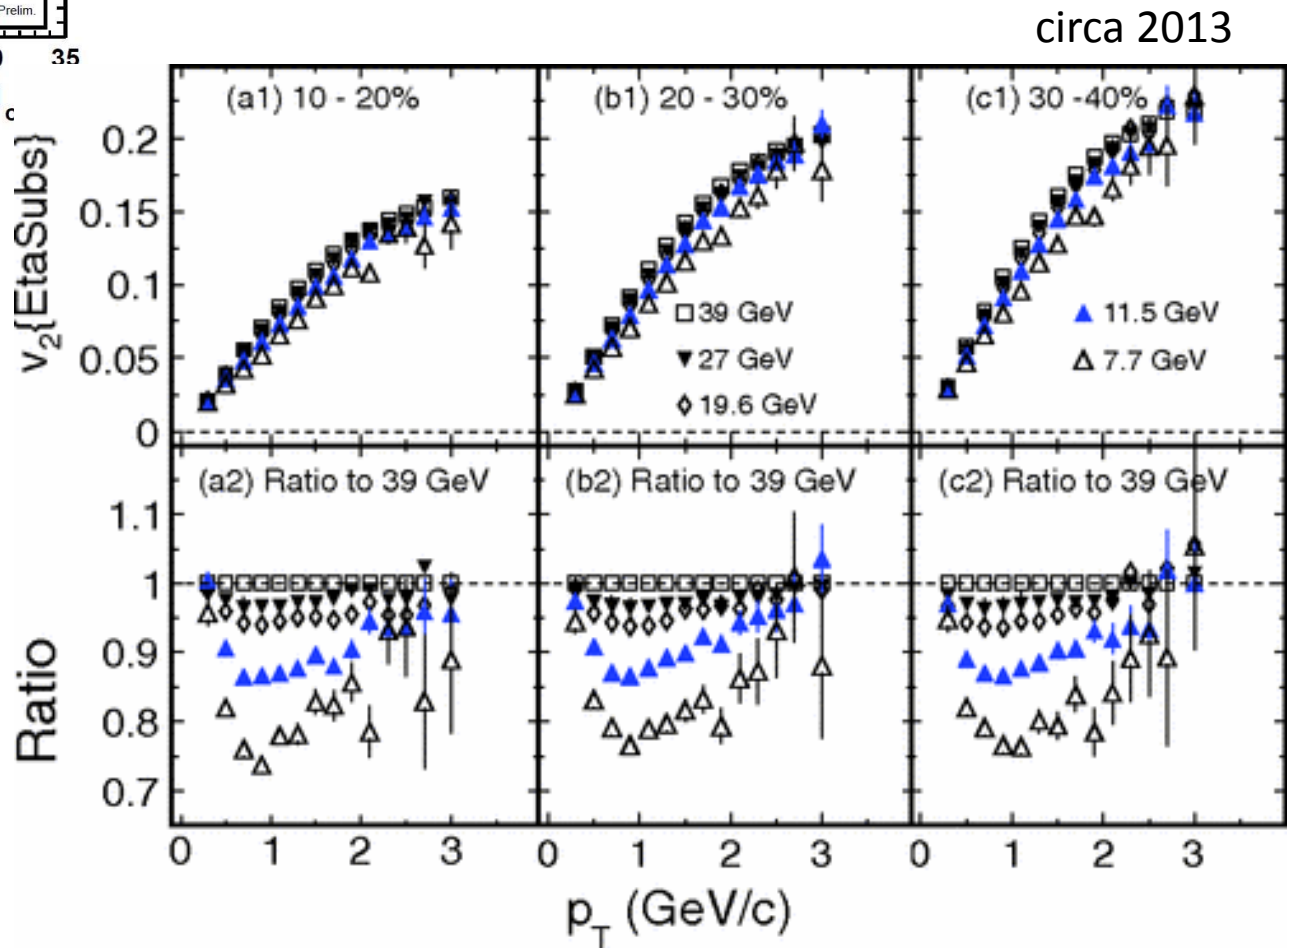 Prelim.
35
circa 2013
(a1) 10 - 20%
(b1) 20 - 30%
(c1) 30 -40%
v2{EtaSubs}
0.2
0.15
0.1
0.05
0
39 GeV
27 GeV
19.6 GeV
11.5 GeV
7.7 GeV
(a2) Ratio to 39 GeV
(b2) Ratio to 39 GeV
(c2) Ratio to 39 GeV
Ratio
1.1
1
0.9
0.8
0.7
0 1 2 3
0 1 2 3
0 1 2 3
pT (GeV/c)